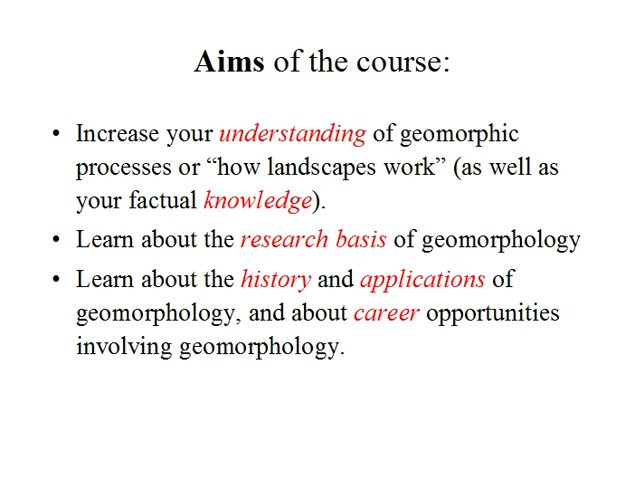 Aims of the course:
• Increase your understanding of geomorphic
processes or “how landscapes work” (as well as
your factual knowledge).
• Learn about the research basis of geomorphology
• Learn about the history and applications of
geomorphology, and about career opportunities
involving geomorphology.